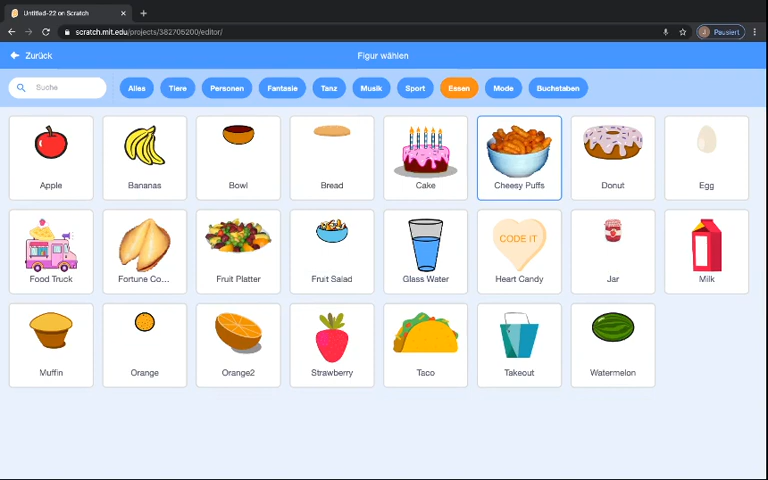 Untitled-22 on Scratch
scratch.mit.edu/projects/382705200/editor/
J Pausiert
Zurück
Figur wählen
Suche
Alles Tiere Personen Fantasie Tanz Musik Sport Essen Mode Buchstaben
Apple Bananas Bowl Bread Cake Cheesy Puffs Donut Egg
CODE IT
Food Truck Fortune Co... Fruit Platter Fruit Salad Glass Water Heart Candy Jar Milk
Muffin Orange Orange2 Strawberry Taco Takeout Watermelon